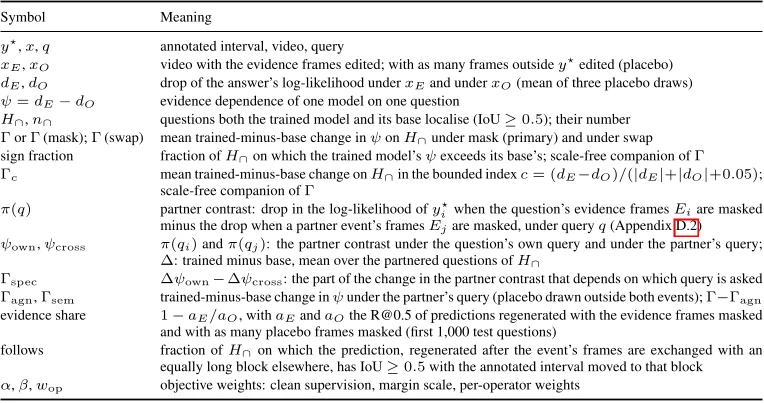 Symbol Meaning
y⋆, x, q annotated interval, video, query
x_E, x_O video with the evidence frames edited; with as many frames outside y⋆ edited (placebo)
d_E, d_O drop of the answer's log-likelihood under x_E and under x_O (mean of three placebo draws)
ψ = d_E − d_O evidence dependence of one model on one question
H_∩, n_∩ questions both the trained model and its base localise (IoU ≥ 0.5); their number
Γ or Γ (mask); Γ (swap) mean trained-minus-base change in ψ on H_∩ under mask (primary) and under swap
sign fraction fraction of H_∩ on which the trained model's ψ exceeds its base's; scale-free companion of Γ
Γ_c mean trained-minus-base change on H_∩ in the bounded index c = (d_E−d_O)/(|d_E|+|d_O|+0.05);
scale-free companion of Γ
π(q) partner contrast: drop in the log-likelihood of y_i⋆ when the question's evidence frames E_i are masked
minus the drop when a partner event's frames E_j are masked, under query q (Appendix D.2)
ψ_own, ψ_cross π(q_i) and π(q_j): the partner contrast under the question's own query and under the partner's query;
Δ: trained minus base, mean over the partnered questions of H_∩
Γ_spec Δψ_own − Δψ_cross: the part of the change in the partner contrast that depends on which query is asked
Γ_agn, Γ_sem trained-minus-base change in ψ under the partner's query (placebo drawn outside both events); Γ−Γ_agn
evidence share 1 − a_E/a_O, with a_E and a_O the R@0.5 of predictions regenerated with the evidence frames masked
and with as many placebo frames masked (first 1,000 test questions)
follows fraction of H_∩ on which the prediction, regenerated after the event's frames are exchanged with an
equally long block elsewhere, has IoU ≥ 0.5 with the annotated interval moved to that block
α, β, w_op objective weights: clean supervision, margin scale, per-operator weights